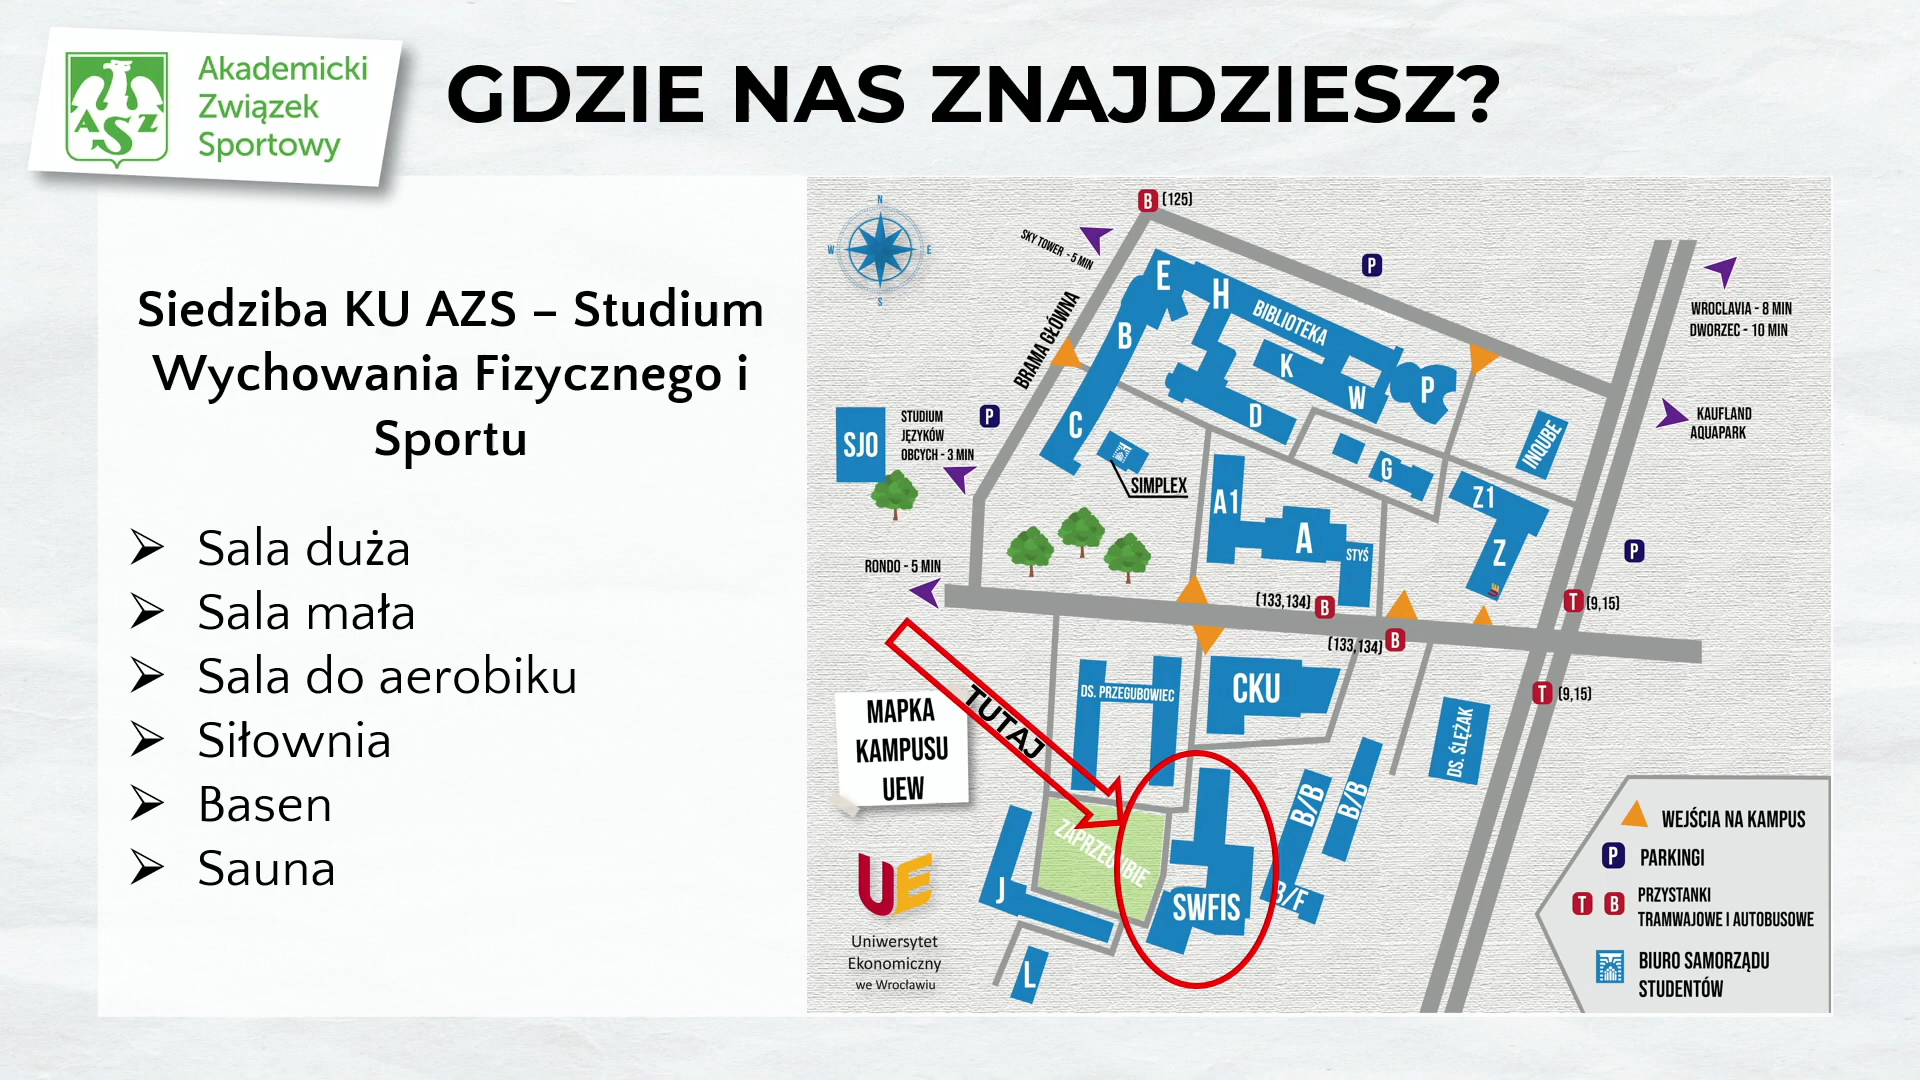 Akademicki
Związek
Sportowy
ASZ
GDZIE NAS ZNAJDZIESZ?
Siedziba KU AZS – Studium
Wychowania Fizycznego i
Sportu
➢ Sala duża
➢ Sala mała
➢ Sala do aerobiku
➢ Siłownia
➢ Basen
➢ Sauna
N
W
E
S
B (125)
SKY TOWER - 5 MIN
P
WROCLAVIA - 8 MIN
DWORZEC - 10 MIN
BRAMA GŁÓWNA
E
H
BIBLIOTEKA
B
K
W
P
C
D
P
KAUFLAND
AQUAPARK
SJO
STUDIUM
JĘZYKÓW
OBCYCH - 3 MIN
SIMPLEX
INQUBE
G
Z1
A1
A
STYŚ
Z
UE
P
RONDO - 5 MIN
(133,134) B
(133,134) B
T (9,15)
T (9,15)
DS. PRZEGUBOWIEC
CKU
DS. ŚLĘŻAK
MAPKA
KAMPUSU
UEW
TUTAJ
B/B
B/B
ZAPRZEGUBIE
J
SWFIS
B/F
L
UE
Uniwersytet
Ekonomiczny
we Wrocławiu
WEJŚCIA NA KAMPUS
P PARKINGI
T B PRZYSTANKI
TRAMWAJOWE I AUTOBUSOWE
BIURO SAMORZĄDU
STUDENTÓW